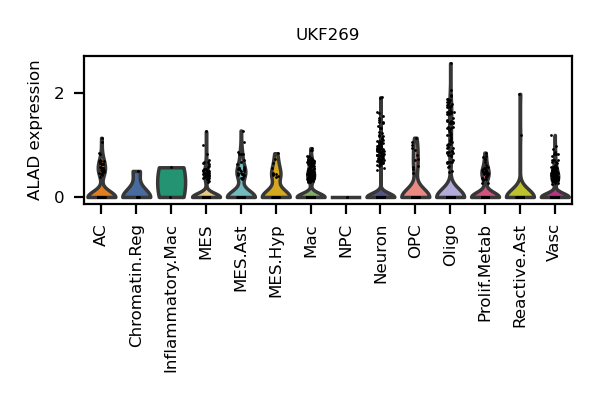 UKF269
ALAD expression
2
0
AC
Chromatin.Reg
Inflammatory.Mac
MES
MES.Ast
MES.Hyp
Mac
NPC
Neuron
OPC
Oligo
Prolif.Metab
Reactive.Ast
Vasc